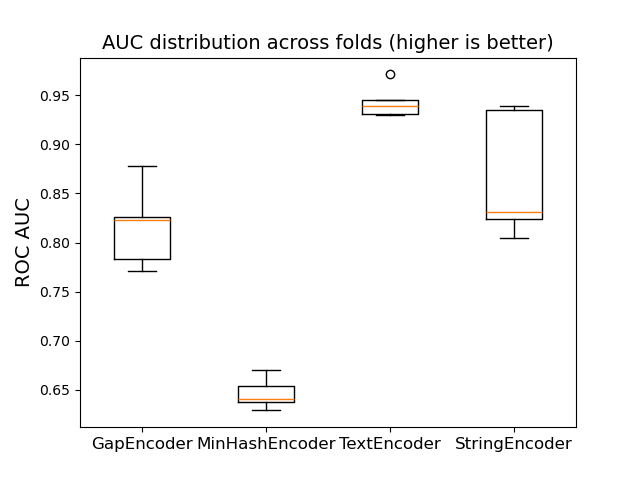 AUC distribution across folds (higher is better)
ROC AUC
0.95
0.90
0.85
0.80
0.75
0.70
0.65
GapEncoder MinHashEncoder TextEncoder StringEncoder